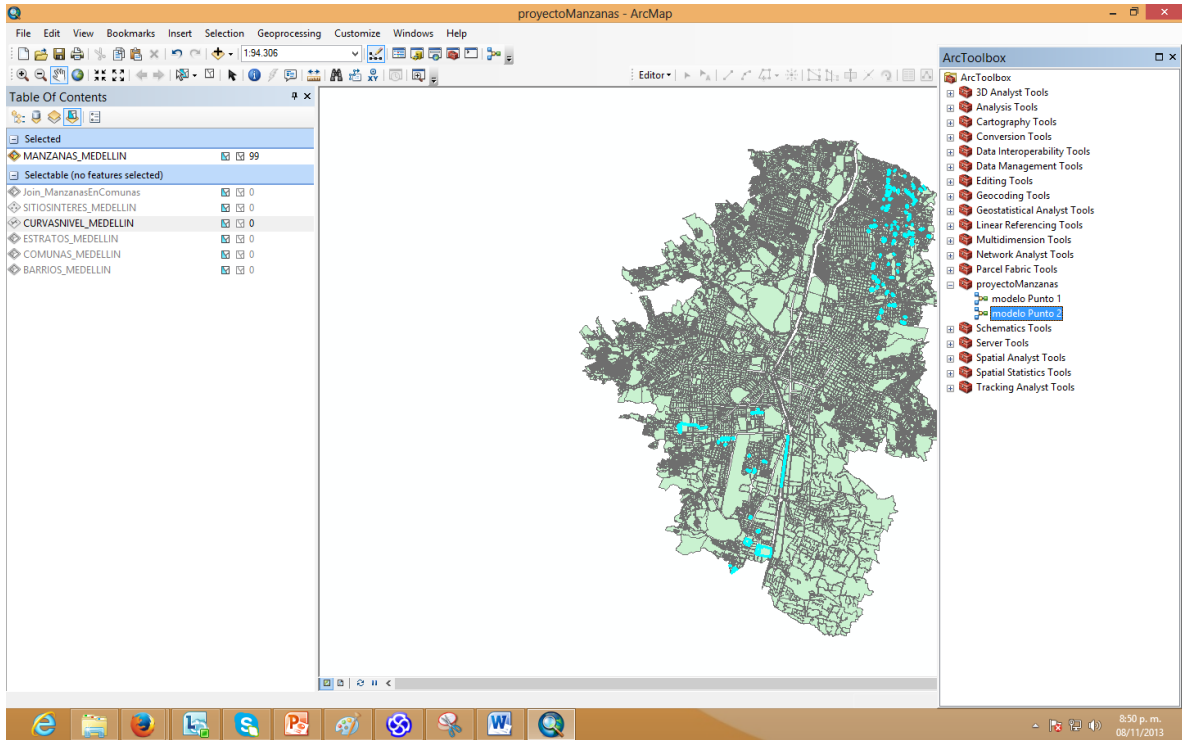 proyectoManzanas - ArcMap
File Edit View Bookmarks Insert Selection Geoprocessing Customize Windows Help
1:94.306
Editor
Table Of Contents
Selected
MANZANAS_MEDELLIN 99
Selectable (no features selected)
Join_ManzanasEnComunas 0
SITIOSINTERES_MEDELLIN 0
CURVASNIVEL_MEDELLIN 0
ESTRATOS_MEDELLIN 0
COMUNAS_MEDELLIN 0
BARRIOS_MEDELLIN 0
ArcToolbox
ArcToolbox
3D Analyst Tools
Analysis Tools
Cartography Tools
Conversion Tools
Data Interoperability Tools
Data Management Tools
Editing Tools
Geocoding Tools
Geostatistical Analyst Tools
Linear Referencing Tools
Multidimension Tools
Network Analyst Tools
Parcel Fabric Tools
proyectoManzanas
modelo Punto 1
modelo Punto 2
Schematics Tools
Server Tools
Spatial Analyst Tools
Spatial Statistics Tools
Tracking Analyst Tools
8:50 p. m.
08/11/2013